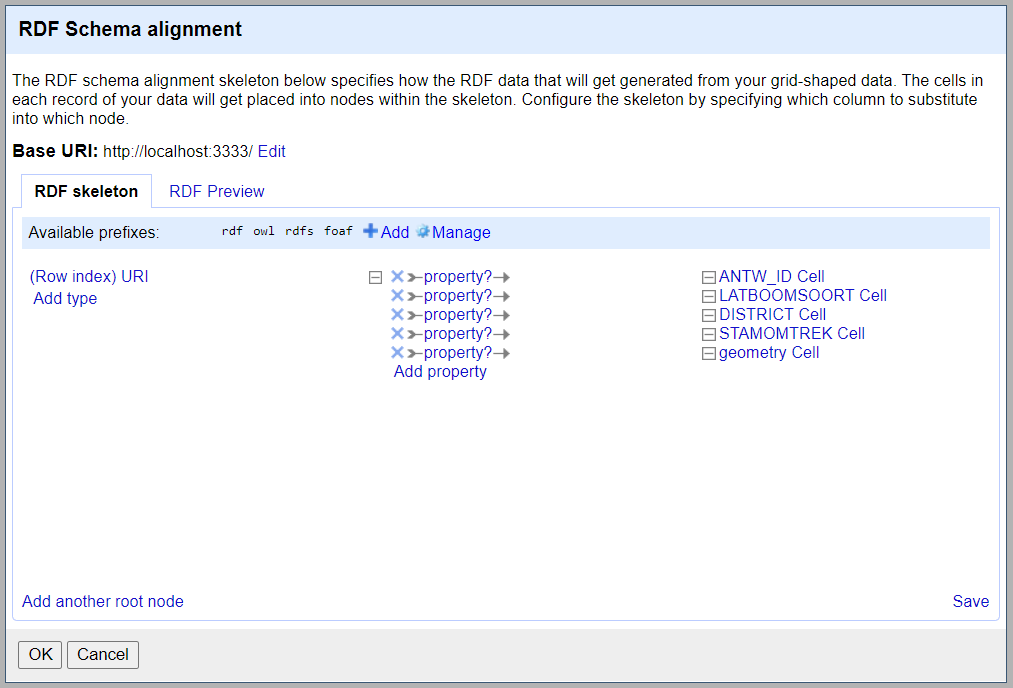 RDF Schema alignment
The RDF schema alignment skeleton below specifies how the RDF data that will get generated from your grid-shaped data. The cells in
each record of your data will get placed into nodes within the skeleton. Configure the skeleton by specifying which column to substitute
into which node.
Base URI: http://localhost:3333/ Edit
RDF skeleton RDF Preview
Available prefixes: rdf owl rdfs foaf Add Manage
(Row index) URI property? ANTW_ID Cell
Add type property? LATBOOMSOORT Cell
property? DISTRICT Cell
property? STAMOMTREK Cell
property? geometry Cell
Add property
Add another root node Save
OK Cancel